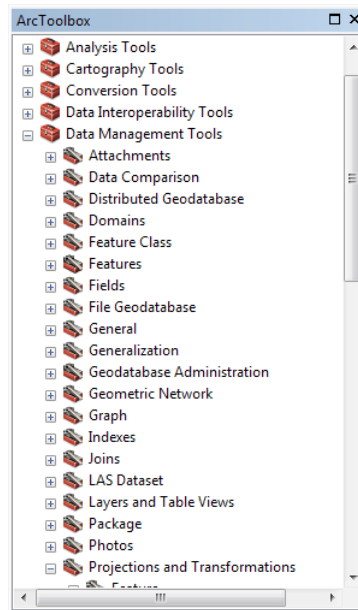 ArcToolbox
Analysis Tools
Cartography Tools
Conversion Tools
Data Interoperability Tools
Data Management Tools
Attachments
Data Comparison
Distributed Geodatabase
Domains
Feature Class
Features
Fields
File Geodatabase
General
Generalization
Geodatabase Administration
Geometric Network
Graph
Indexes
Joins
LAS Dataset
Layers and Table Views
Package
Photos
Projections and Transformations
Feature